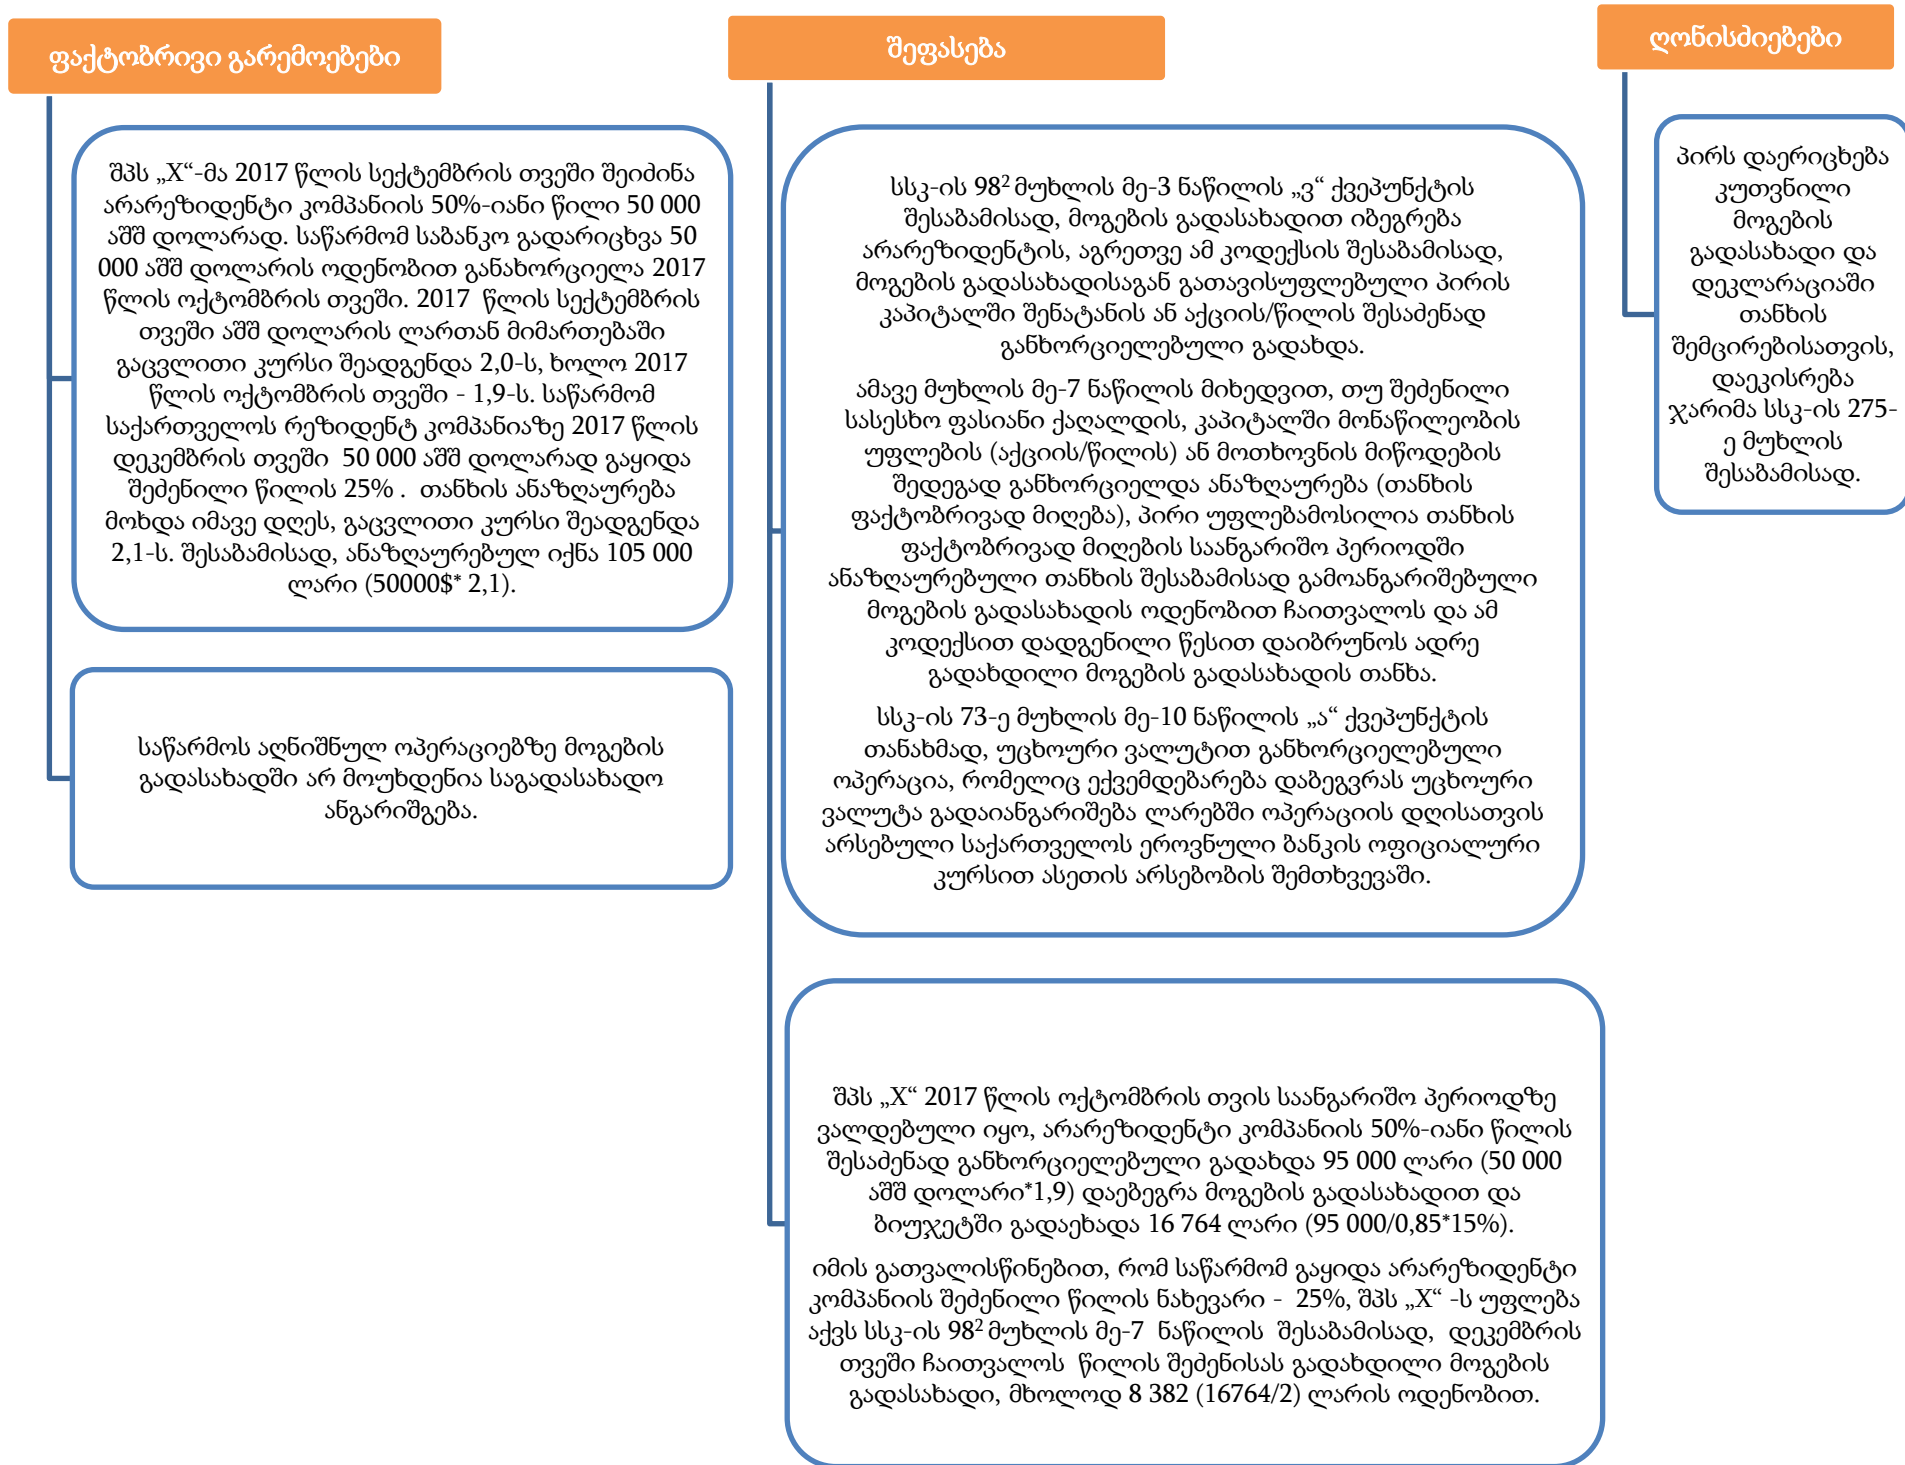 ფაქტობრივი გარემოებები
შპს „X“-მა 2017 წლის სექტემბრის თვეში შეიძინა
არარეზიდენტი კომპანიის 50%-იანი წილი 50 000
აშშ დოლარად. საწარმომ საბანკო გადარიცხვა 50
000 აშშ დოლარის ოდენობით განახორციელა 2017
წლის ოქტომბრის თვეში. 2017 წლის სექტემბრის
თვეში აშშ დოლარის ლართან მიმართებაში
გაცვლითი კურსი შეადგენდა 2,0-ს, ხოლო 2017
წლის ოქტომბრის თვეში - 1,9-ს. საწარმომ
საქართველოს რეზიდენტ კომპანიაზე 2017 წლის
დეკემბრის თვეში 50 000 აშშ დოლარად გაყიდა
შეძენილი წილის 25% . თანხის ანაზღაურება
მოხდა იმავე დღეს, გაცვლითი კურსი შეადგენდა
2,1-ს. შესაბამისად, ანაზღაურებულ იქნა 105 000
ლარი (50000$* 2,1).
საწარმოს აღნიშნულ ოპერაციებზე მოგების
გადასახადში არ მოუხდენია საგადასახადო
ანგარიშგება.
შეფასება
სსკ-ის 98² მუხლის მე-3 ნაწილის „ვ“ ქვეპუნქტის
შესაბამისად, მოგების გადასახადით იბეგრება
არარეზიდენტის, აგრეთვე ამ კოდექსის შესაბამისად,
მოგების გადასახადისაგან გათავისუფლებული პირის
კაპიტალში შენატანის ან აქციის/წილის შესაძენად
განხორციელებული გადახდა.
ამავე მუხლის მე-7 ნაწილის მიხედვით, თუ შეძენილი
სასესხო ფასიანი ქაღალდის, კაპიტალში მონაწილეობის
უფლების (აქციის/წილის) ან მოთხოვნის მიწოდების
შედეგად განხორციელდა ანაზღაურება (თანხის
ფაქტობრივად მიღება), პირი უფლებამოსილია თანხის
ფაქტობრივად მიღების საანგარიშო პერიოდში
ანაზღაურებული თანხის შესაბამისად გამოანგარიშებული
მოგების გადასახადის ოდენობით ჩაითვალოს და ამ
კოდექსით დადგენილი წესით დაიბრუნოს ადრე
გადახდილი მოგების გადასახადის თანხა.
სსკ-ის 73-ე მუხლის მე-10 ნაწილის „ა“ ქვეპუნქტის
თანახმად, უცხოური ვალუტით განხორციელებული
ოპერაცია, რომელიც ექვემდებარება დაბეგვრას უცხოური
ვალუტა გადაიანგარიშება ლარებში ოპერაციის დღისათვის
არსებული საქართველოს ეროვნული ბანკის ოფიციალური
კურსით ასეთის არსებობის შემთხვევაში.
შპს „X“ 2017 წლის ოქტომბრის თვის საანგარიშო პერიოდზე
ვალდებული იყო, არარეზიდენტი კომპანიის 50%-იანი წილის
შესაძენად განხორციელებული გადახდა 95 000 ლარი (50 000
აშშ დოლარი*1,9) დაებეგრა მოგების გადასახადით და
ბიუჯეტში გადაეხადა 16 764 ლარი (95 000/0,85*15%).
იმის გათვალისწინებით, რომ საწარმომ გაყიდა არარეზიდენტი
კომპანიის შეძენილი წილის ნახევარი - 25%, შპს „X“ -ს უფლება
აქვს სსკ-ის 98² მუხლის მე-7 ნაწილის შესაბამისად, დეკემბრის
თვეში ჩაითვალოს წილის შეძენისას გადახდილი მოგების
გადასახადი, მხოლოდ 8 382 (16764/2) ლარის ოდენობით.
ღონისძიებები
პირს დაერიცხება
კუთვნილი
მოგების
გადასახადი და
დეკლარაციაში
თანხის
შემცირებისათვის,
დაეკისრება
ჯარიმა სსკ-ის 275-
ე მუხლის
შესაბამისად.